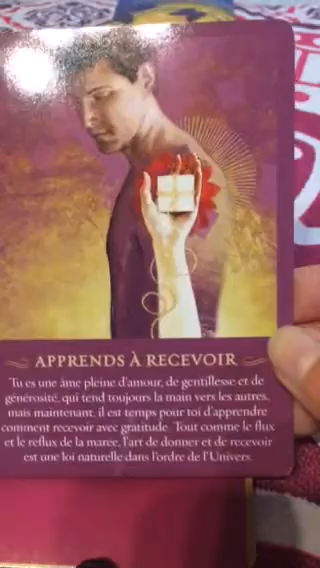 APPRENDS À RECEVOIR
Tu es une âme pleine d'amour, de gentillesse et de
générosité, qui tend toujours la main vers les autres,
mais maintenant, il est temps pour toi d'apprendre
comment recevoir avec gratitude. Tout comme le flux
et le reflux de la marée, l'art de donner et de recevoir
est une loi naturelle dans l'ordre de l'Univers.